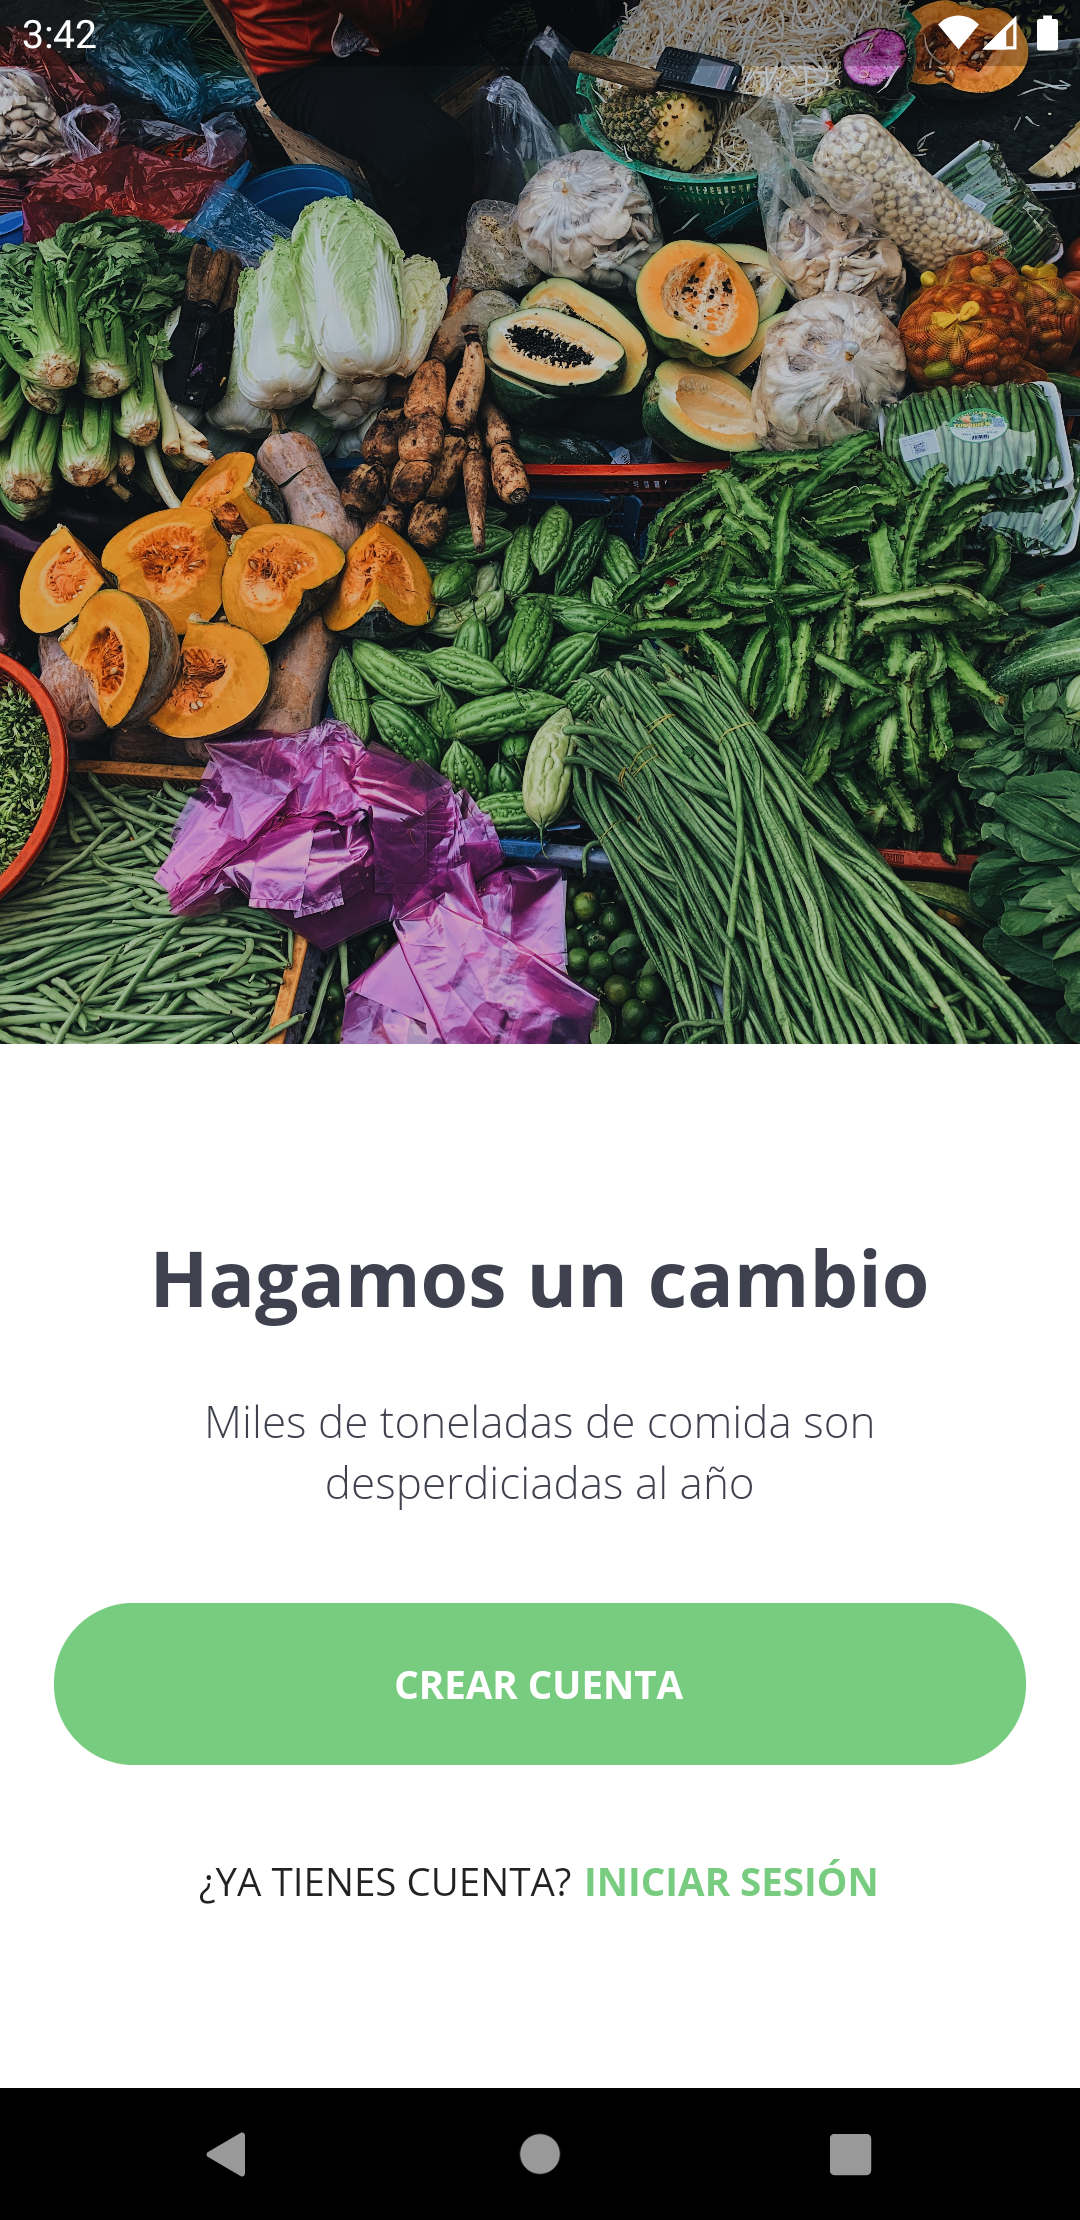 3:42
Hagamos un cambio
Miles de toneladas de comida son
desperdiciadas al año
CREAR CUENTA
¿YA TIENES CUENTA? INICIAR SESIÓN